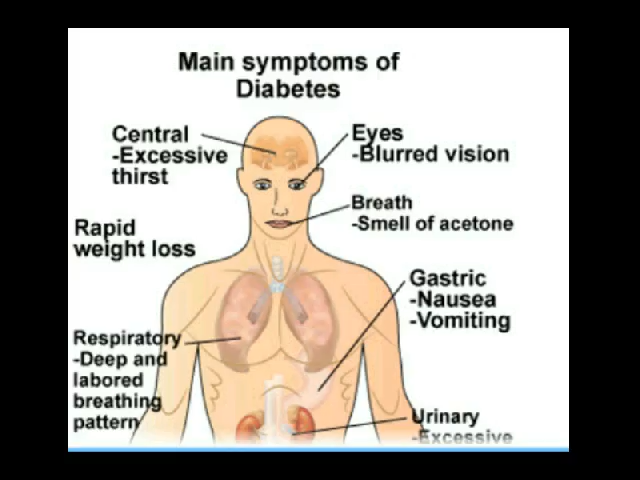 Main symptoms of
Diabetes
Central
-Excessive
thirst
Eyes
-Blurred vision
Breath
-Smell of acetone
Rapid
weight loss
Gastric
-Nausea
-Vomiting
Respiratory
-Deep and
labored
breathing
pattern
Urinary
-Excessive